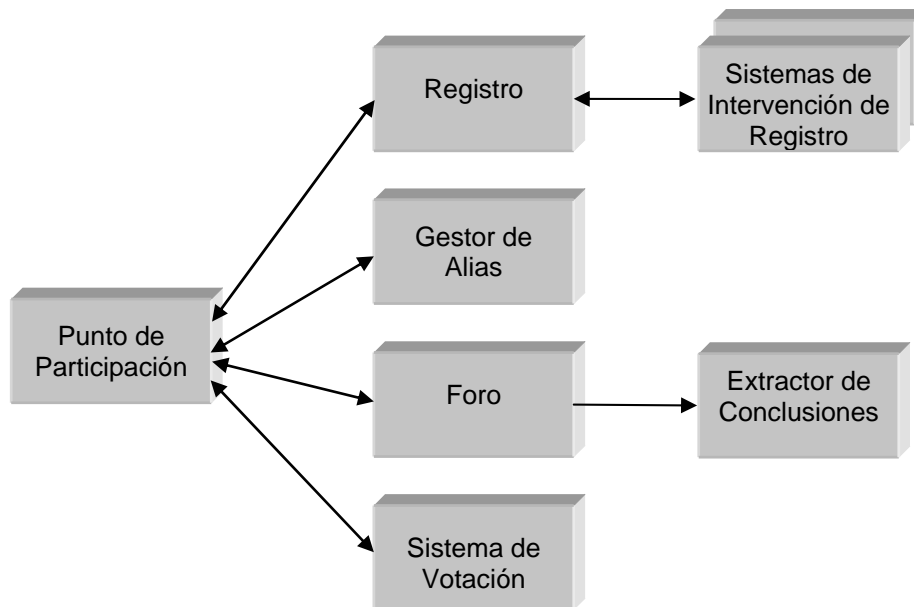 Registro
Sistemas de
Intervención de
Registro
Gestor de
Alias
Punto de
Participación
Foro
Extractor de
Conclusiones
Sistema de
Votación